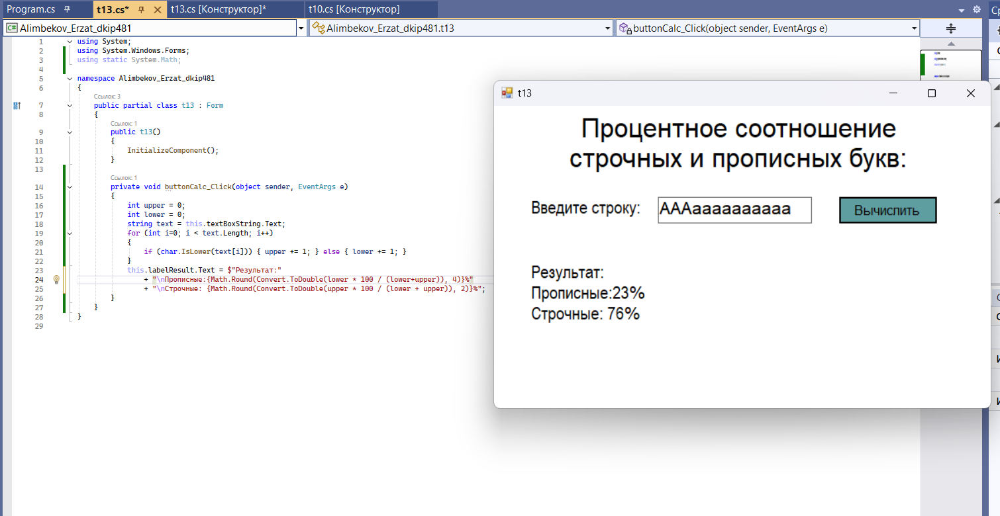 Program.cs
t13.cs*
t13.cs [Конструктор]*
t10.cs [Конструктор]
C# Alimbekov_Erzat_dkip481
Alimbekov_Erzat_dkip481.t13
buttonCalc_Click(object sender, EventArgs e)
1 using System;
2 using System.Windows.Forms;
3 using static System.Math;
4
5 namespace Alimbekov_Erzat_dkip481
6 {
Ссылок: 3
7 public partial class t13 : Form
8 {
Ссылок: 1
9 public t13()
10 {
11 InitializeComponent();
12 }
13
Ссылок: 1
14 private void buttonCalc_Click(object sender, EventArgs e)
15 {
16 int upper = 0;
17 int lower = 0;
18 string text = this.textBoxString.Text;
19 for (int i=0; i < text.Length; i++)
20 {
21 if (char.IsLower(text[i])) { upper += 1; } else { lower += 1; }
22 }
23 this.labelResult.Text = $"Результат:"
24 + "\nПрописные:{Math.Round(Convert.ToDouble(lower * 100 / (lower+upper)), 4)}%"
25 + "\nСтрочные: {Math.Round(Convert.ToDouble(upper * 100 / (lower + upper)), 2)}%";
26 }
27 }
28 }
29
t13
Процентное соотношение
строчных и прописных букв:
Введите строку:
АААаааааааааа
Вычислить
Результат:
Прописные:23%
Строчные: 76%